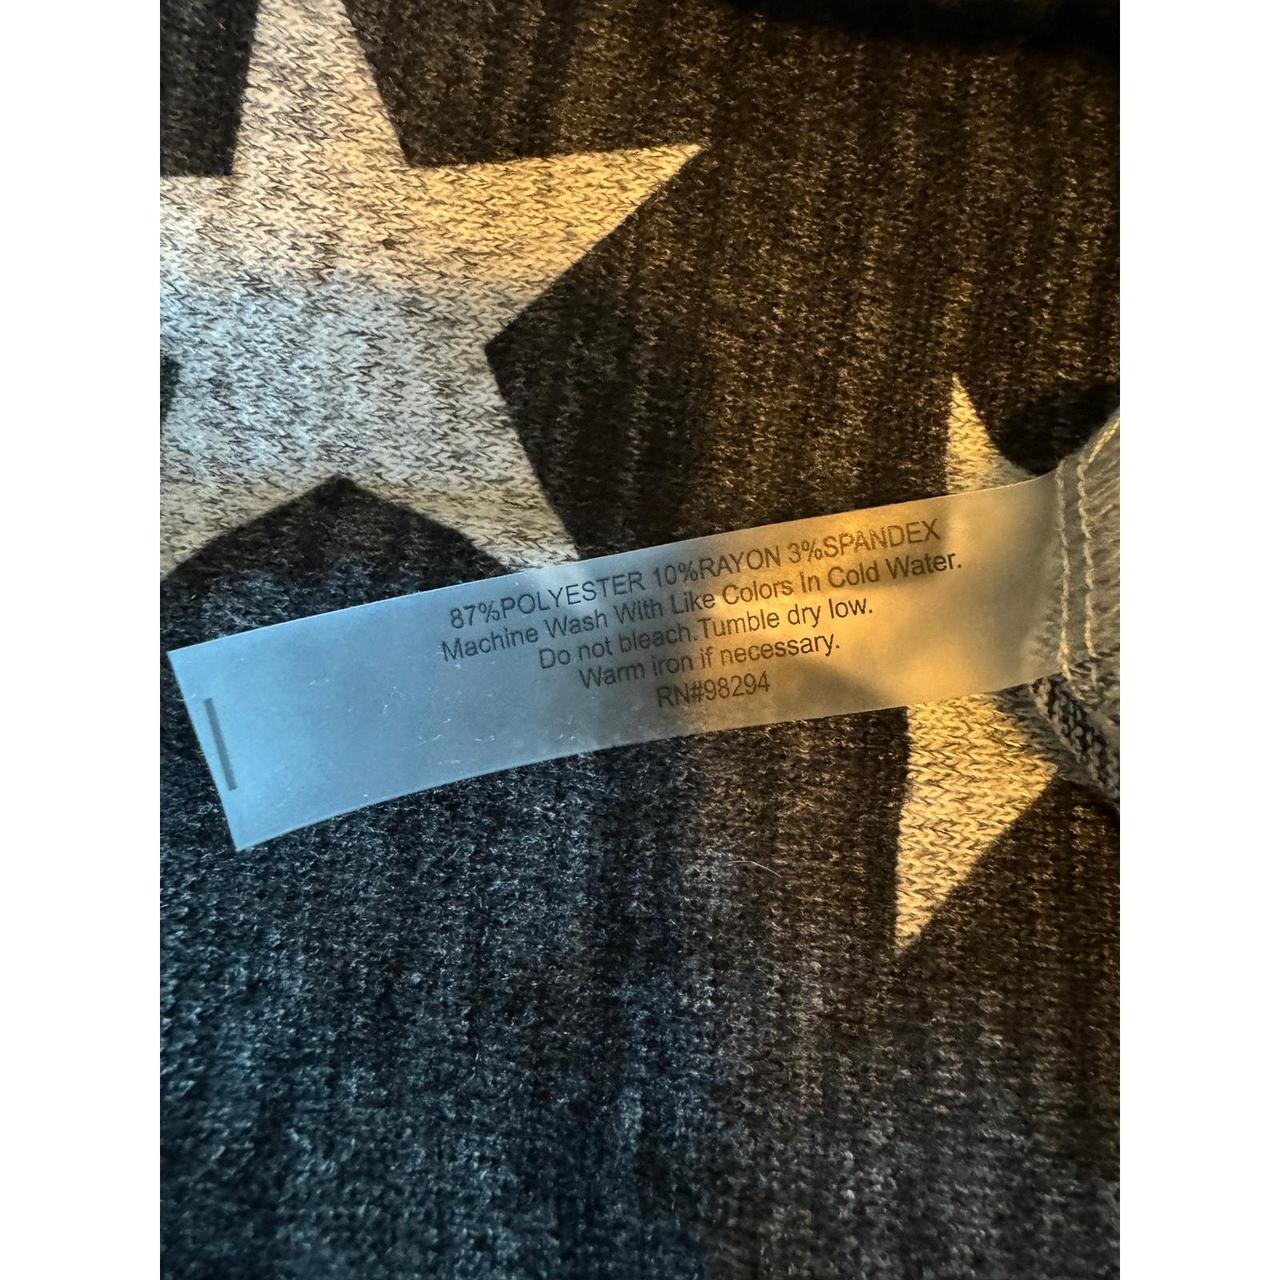 87%POLYESTER 10%RAYON 3%SPANDEX
Machine Wash With Like Colors In Cold Water.
Do not bleach.Tumble dry low.
Warm iron if necessary.
RN#98294